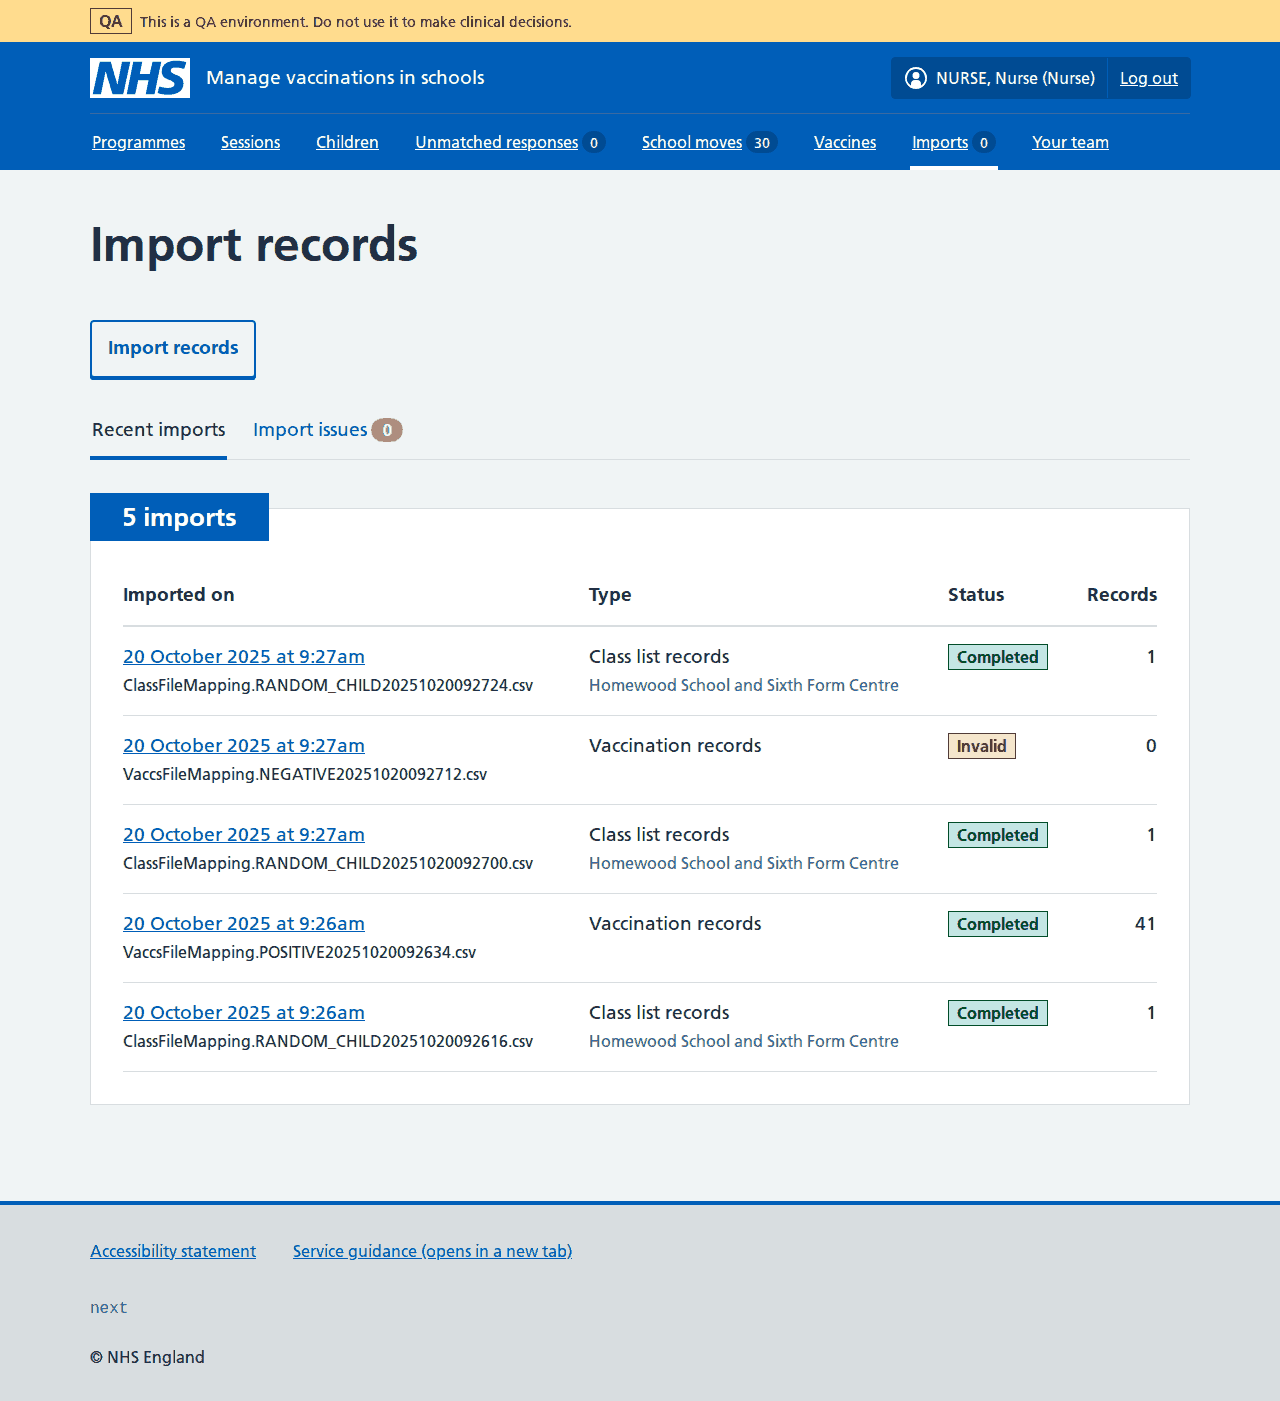 QA This is a QA environment. Do not use it to make clinical decisions.
NHS Manage vaccinations in schools NURSE, Nurse (Nurse) Log out
Programmes Sessions Children Unmatched responses 0 School moves 30 Vaccines Imports 0 Your team
Import records
Import records
Recent imports Import issues 0
5 imports
Imported on Type Status Records
20 October 2025 at 9:27am Class list records Completed 1
ClassFileMapping.RANDOM_CHILD20251020092724.csv Homewood School and Sixth Form Centre
20 October 2025 at 9:27am Vaccination records Invalid 0
VaccsFileMapping.NEGATIVE20251020092712.csv
20 October 2025 at 9:27am Class list records Completed 1
ClassFileMapping.RANDOM_CHILD20251020092700.csv Homewood School and Sixth Form Centre
20 October 2025 at 9:26am Vaccination records Completed 41
VaccsFileMapping.POSITIVE20251020092634.csv
20 October 2025 at 9:26am Class list records Completed 1
ClassFileMapping.RANDOM_CHILD20251020092616.csv Homewood School and Sixth Form Centre
Accessibility statement Service guidance (opens in a new tab)
next
© NHS England